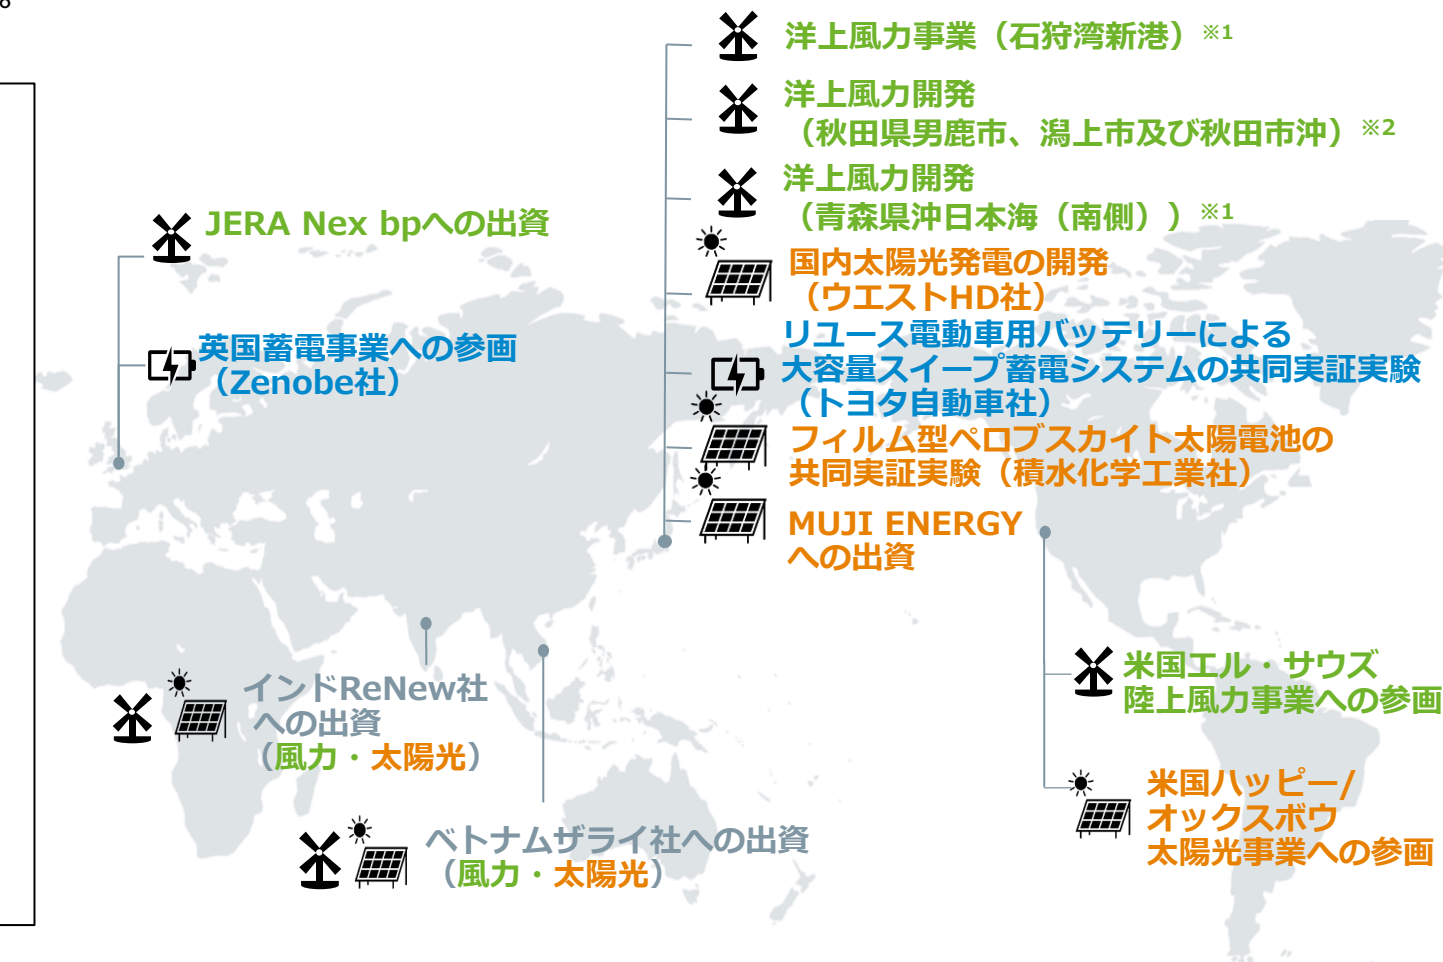 。
洋上風力事業（石狩湾新港）※1
洋上風力開発
（秋田県男鹿市、潟上市及び秋田市沖）※2
洋上風力開発
（青森県沖日本海（南側））※1
国内太陽光発電の開発
（ウエストHD社）
リユース電動車用バッテリーによる
大容量スイープ蓄電システムの共同実証実験
（トヨタ自動車社）
フィルム型ペロブスカイト太陽電池の
共同実証実験（積水化学工業社）
MUJI ENERGY
への出資
JERA Nex bpへの出資
英国蓄電事業への参画
（Zenobe社）
インドReNew社
への出資
（風力・太陽光）
ベトナムザライ社への出資
（風力・太陽光）
米国エル・サウズ
陸上風力事業への参画
米国ハッピー/
オックスボウ
太陽光事業への参画